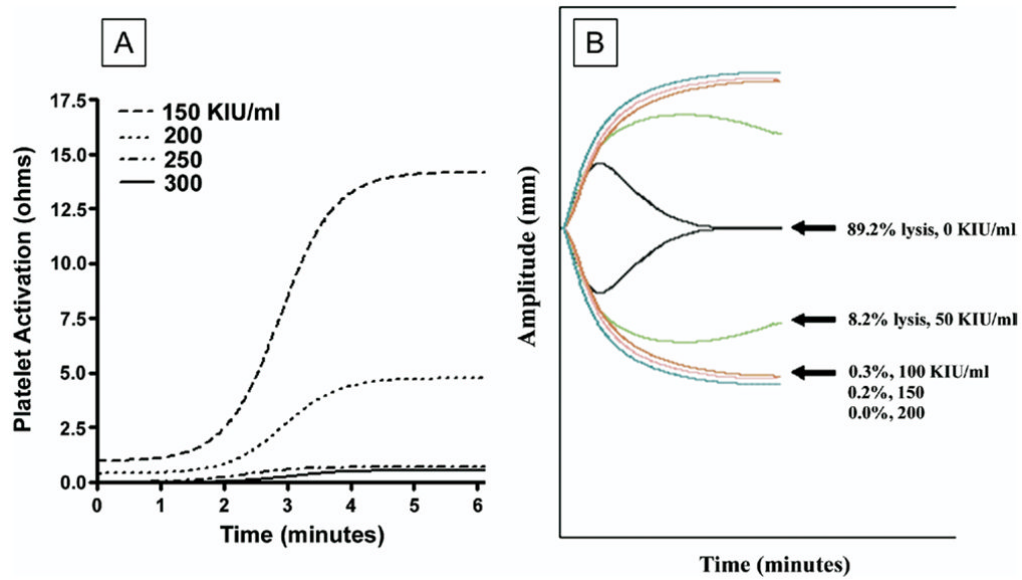 A
17.5
15.0
12.5
10.0
7.5
5.0
2.5
0.0
Platelet Activation (ohms)
150 KIU/ml
200
250
300
0 1 2 3 4 5 6
Time (minutes)
B
Amplitude (mm)
89.2% lysis, 0 KIU/ml
8.2% lysis, 50 KIU/ml
0.3%, 100 KIU/ml
0.2%, 150
0.0%, 200
Time (minutes)